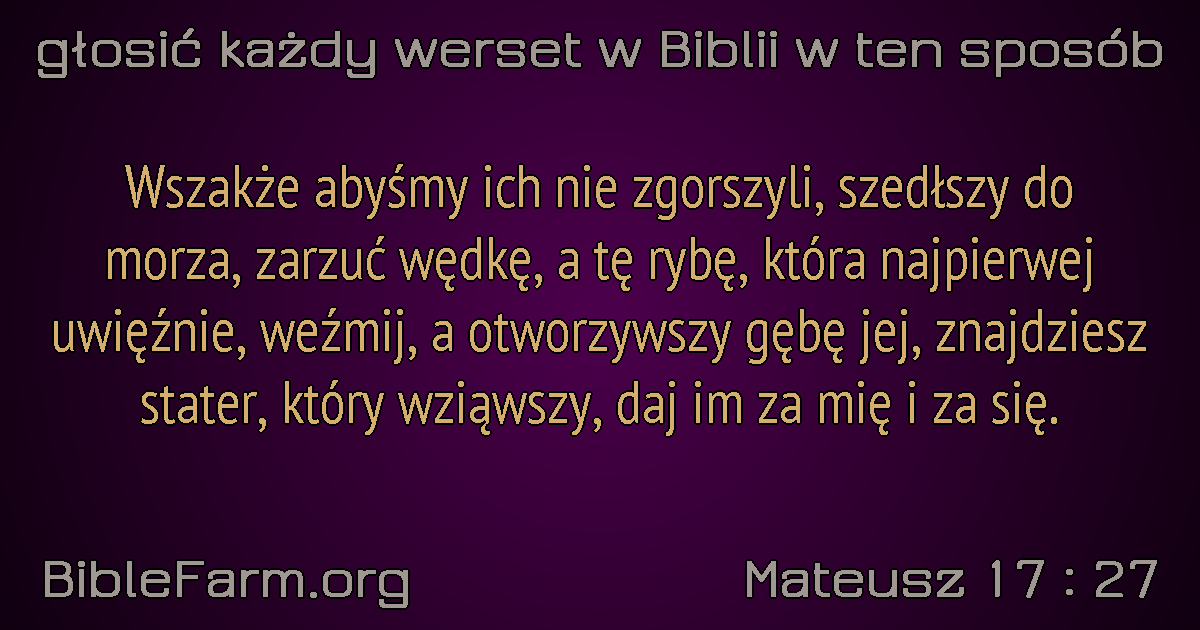 głosić każdy werset w Biblii w ten sposób
Wszakże abyśmy ich nie zgorszyli, szedłszy do
morza, zarzuć wędkę, a tę rybę, która najpierwej
uwięźnie, weźmij, a otworzywszy gębę jej, znajdziesz
stater, który wziąwszy, daj im za mię i za się.
BibleFarm.org
Mateusz 17 : 27